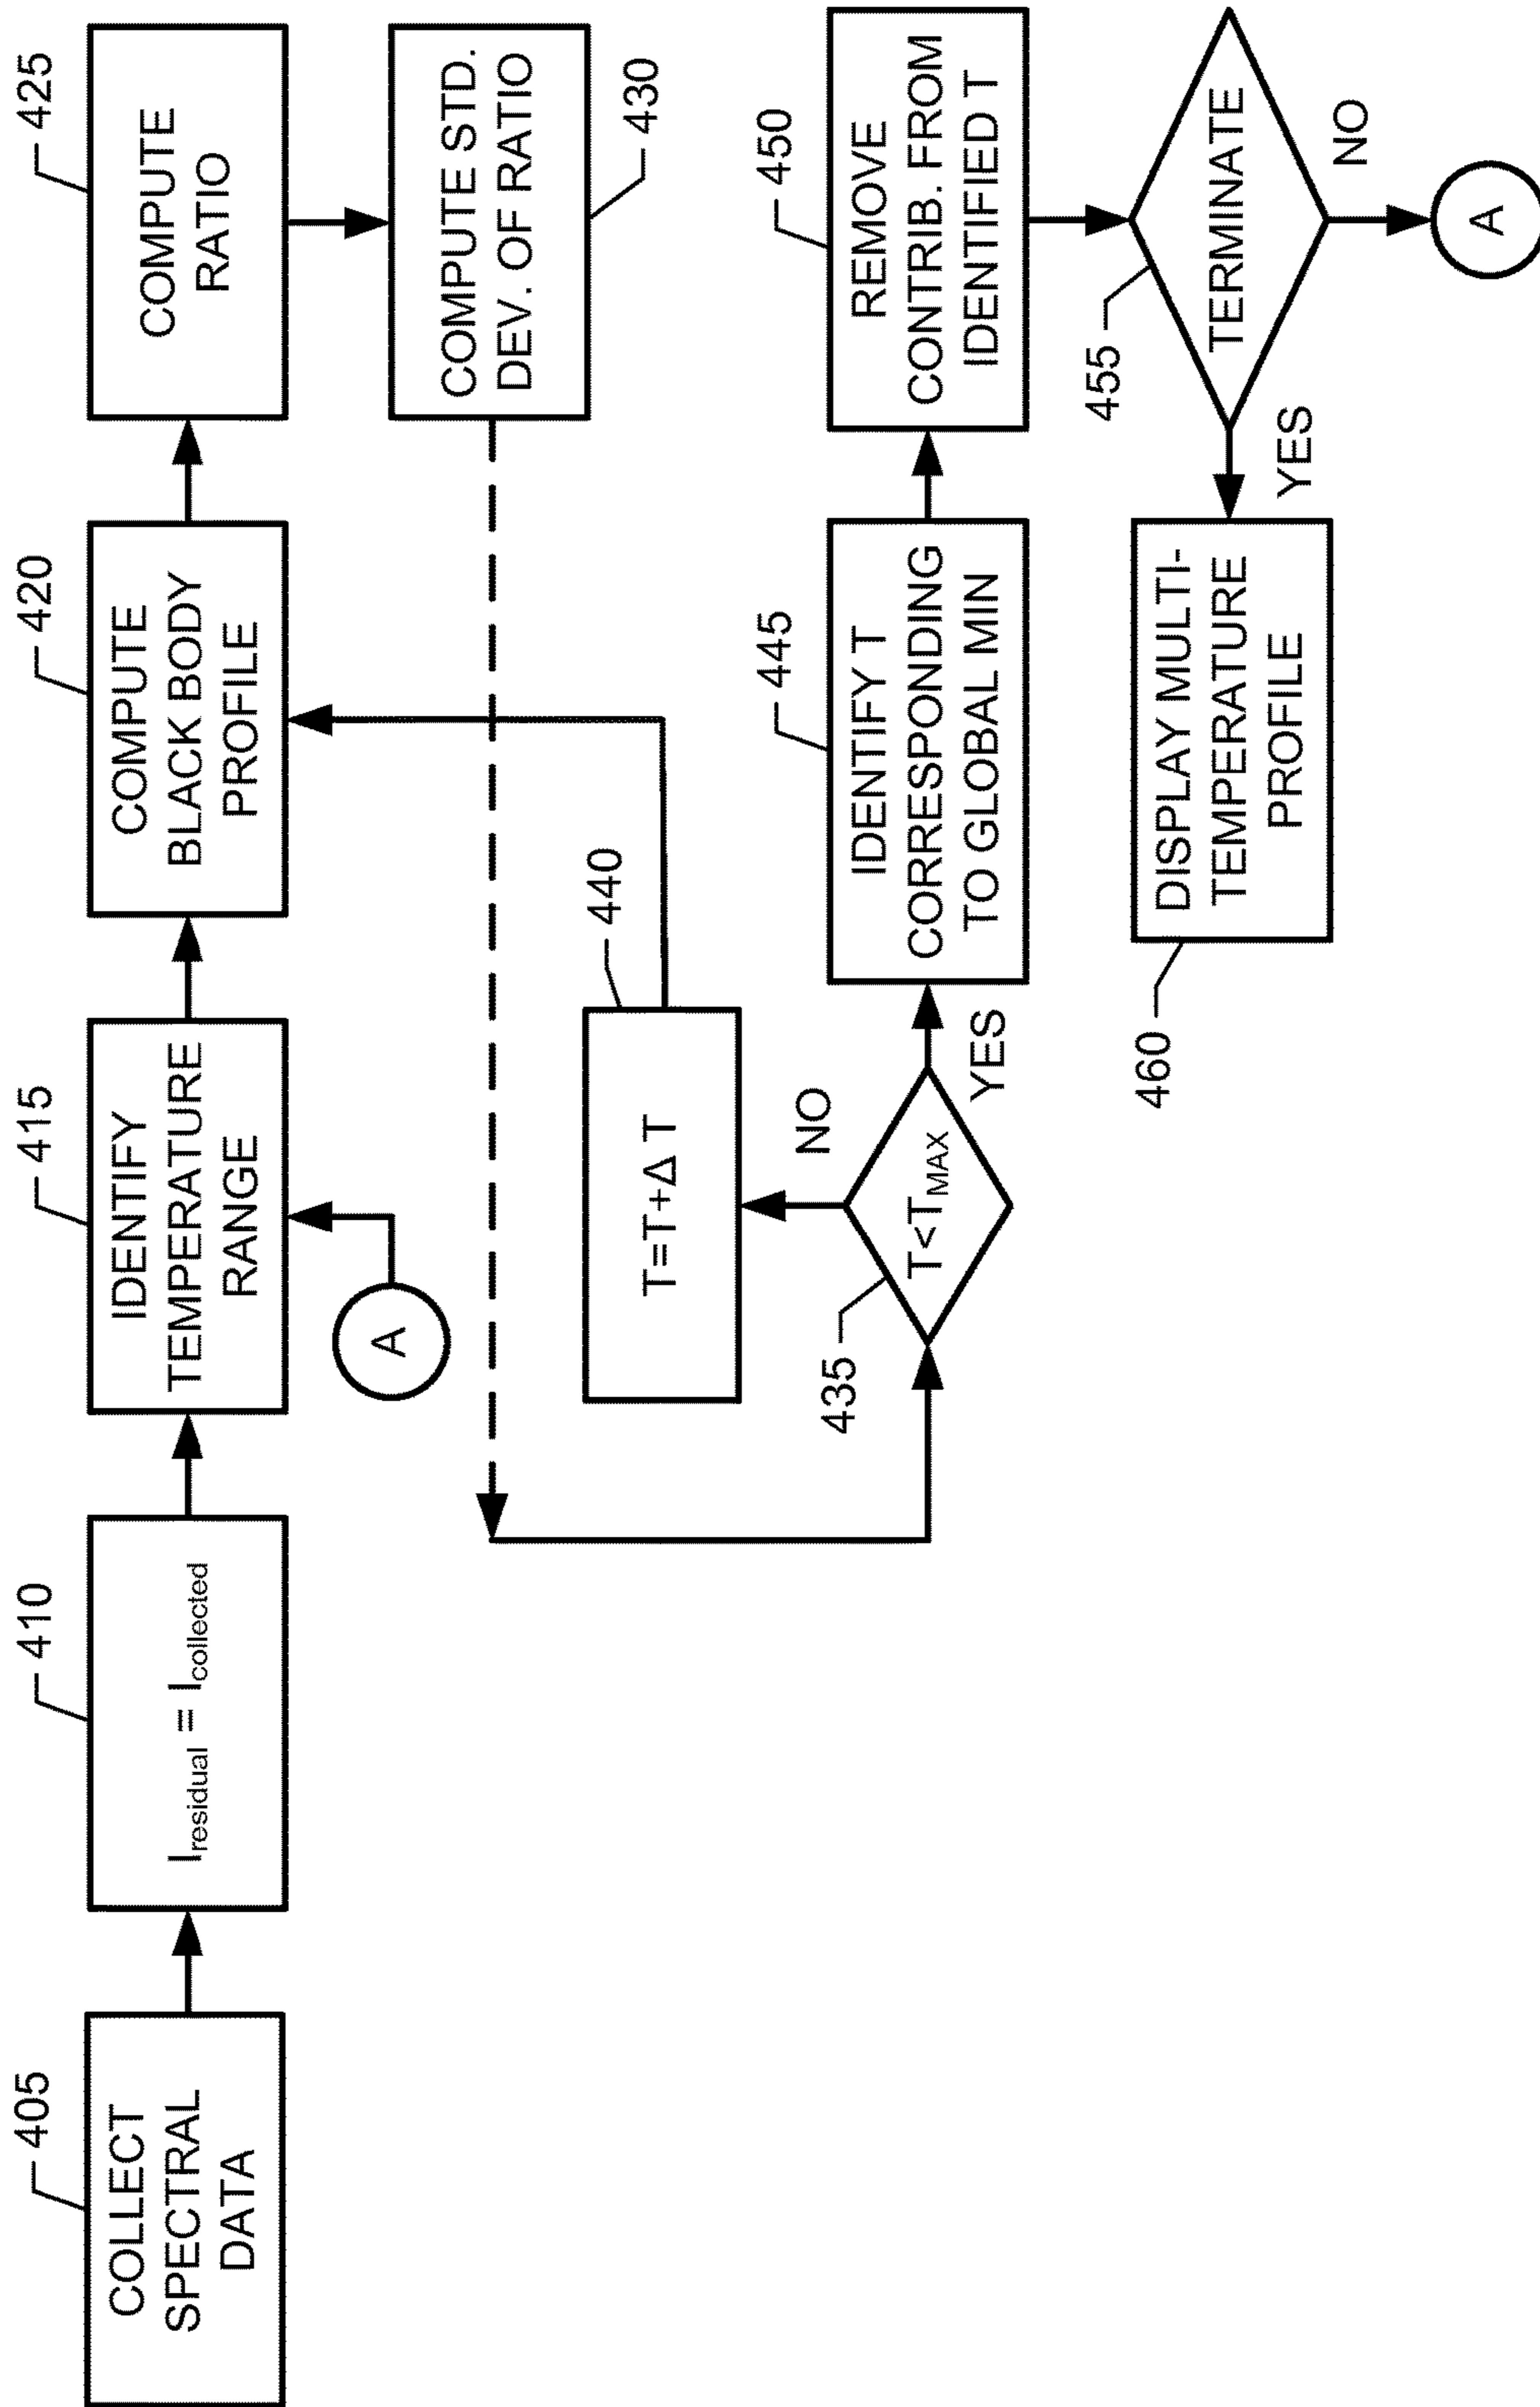 405
COLLECT
SPECTRAL
DATA
410
Iresidual = Icollected
415
IDENTIFY
TEMPERATURE
RANGE
A
420
COMPUTE
BLACK BODY
PROFILE
425
COMPUTE
RATIO
COMPUTE STD.
DEV. OF RATIO
430
435
T<TMAX
NO
YES
440
T=T+Δ T
445
IDENTIFY T
CORRESPONDING
TO GLOBAL MIN
450
REMOVE
CONTRIB. FROM
IDENTIFIED T
455
TERMINATE
YES
NO
A
460
DISPLAY MULTI-
TEMPERATURE
PROFILE